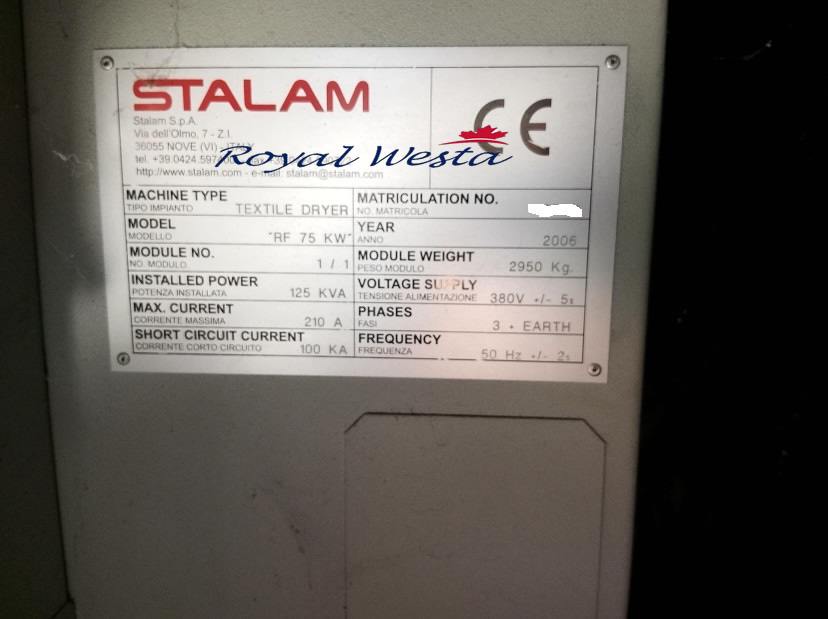 STALAM
CE
Stalam S.p.A.
Via dell'Olmo, 7 - Z.I.
36055 NOVE (VI) - ITALY
tel. +39.0424.597400
http://www.stalam.com - e-mail: stalam@stalam.com
Royal Westa
MACHINE TYPE
TIPO IMPIANTO TEXTILE DRYER
MATRICULATION NO.
NO. MATRICOLA
MODEL
MODELLO "RF 75 KW"
YEAR
ANNO 2006
MODULE NO.
NO. MODULO 1 / 1
MODULE WEIGHT
PESO MODULO 2950 Kg.
INSTALLED POWER
POTENZA INSTALLATA 125 KVA
VOLTAGE SUPPLY
TENSIONE ALIMENTAZIONE 380V +/- 5%
MAX. CURRENT
CORRENTE MASSIMA 210 A
PHASES
FASI 3 + EARTH
SHORT CIRCUIT CURRENT
CORRENTE CORTO CIRCUITO 100 KA
FREQUENCY
FREQUENZA 50 Hz +/- 2%